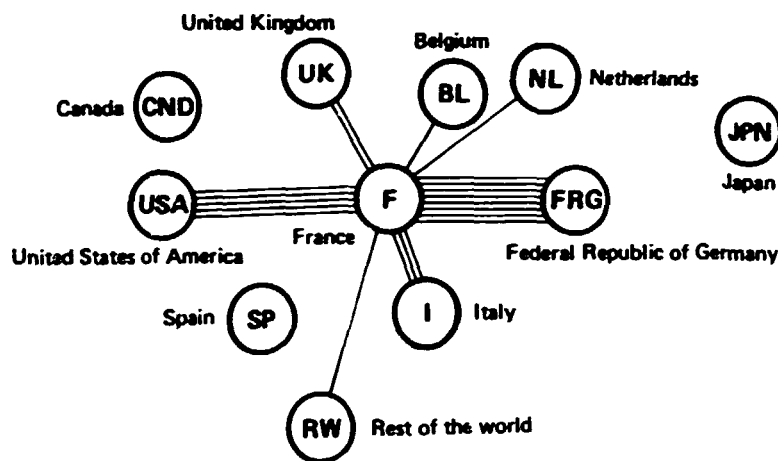 United Kingdom
UK
Belgium
BL
NL
Netherlands
Canada
CND
JPN
Japan
USA
F
FRG
France
United States of America
Federal Republic of Germany
Spain
SP
I
Italy
RW
Rest of the world